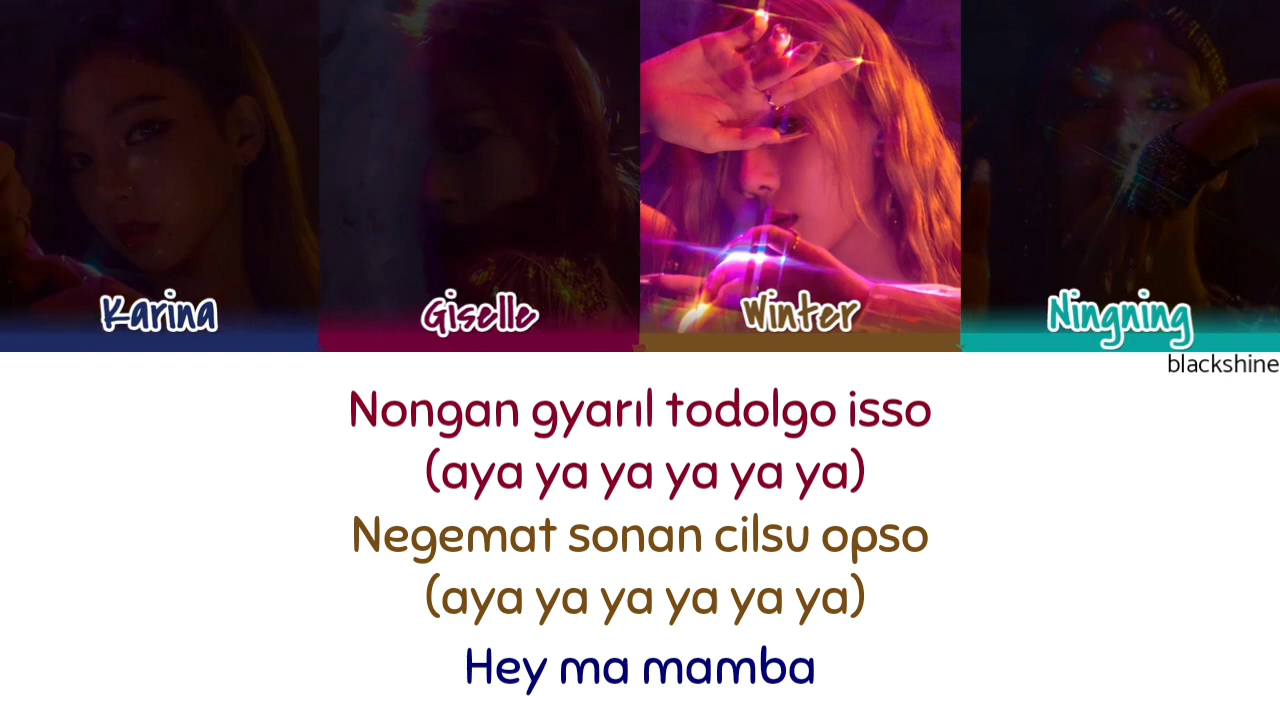 Karina Giselle Winter Ningning
blackshine
Nongan gyarıl todolgo isso
(aya ya ya ya ya ya)
Negemat sonan cilsu opso
(aya ya ya ya ya ya)
Hey ma mamba